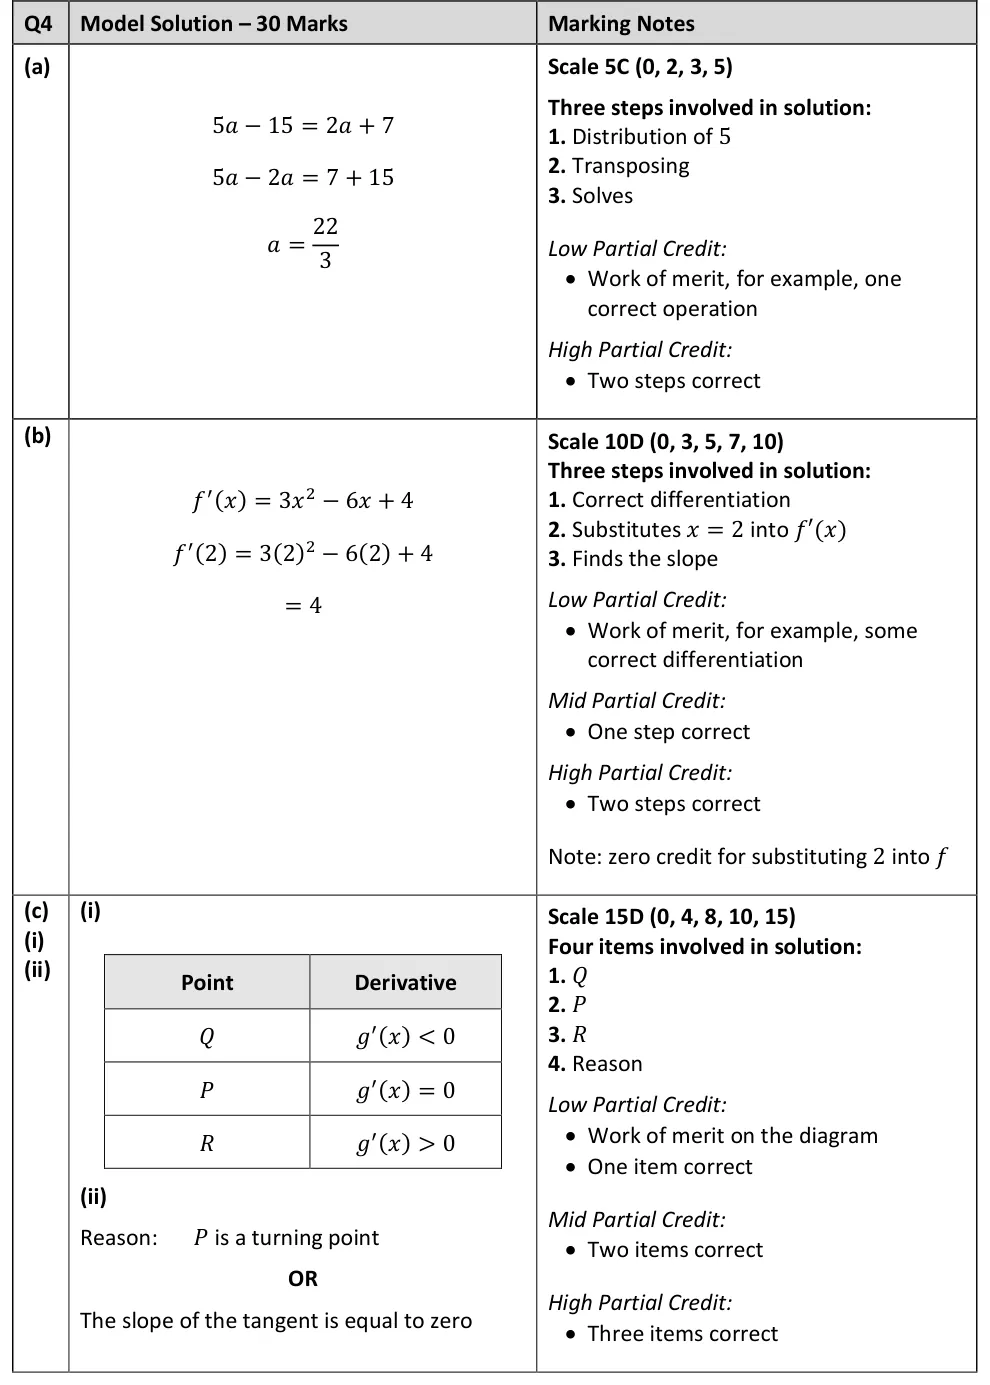 Q4 Model Solution – 30 Marks Marking Notes
(a)
5a − 15 = 2a + 7
5a − 2a = 7 + 15
a = 22/3
Scale 5C (0, 2, 3, 5)
Three steps involved in solution:
1. Distribution of 5
2. Transposing
3. Solves
Low Partial Credit:
• Work of merit, for example, one
correct operation
High Partial Credit:
• Two steps correct
(b)
f′(x) = 3x² − 6x + 4
f′(2) = 3(2)² − 6(2) + 4
= 4
Scale 10D (0, 3, 5, 7, 10)
Three steps involved in solution:
1. Correct differentiation
2. Substitutes x = 2 into f′(x)
3. Finds the slope
Low Partial Credit:
• Work of merit, for example, some
correct differentiation
Mid Partial Credit:
• One step correct
High Partial Credit:
• Two steps correct
Note: zero credit for substituting 2 into f
(c)
(i)
(ii)
(i)
Point Derivative
Q g′(x) < 0
P g′(x) = 0
R g′(x) > 0
(ii)
Reason: P is a turning point
OR
The slope of the tangent is equal to zero
Scale 15D (0, 4, 8, 10, 15)
Four items involved in solution:
1. Q
2. P
3. R
4. Reason
Low Partial Credit:
• Work of merit on the diagram
• One item correct
Mid Partial Credit:
• Two items correct
High Partial Credit:
• Three items correct